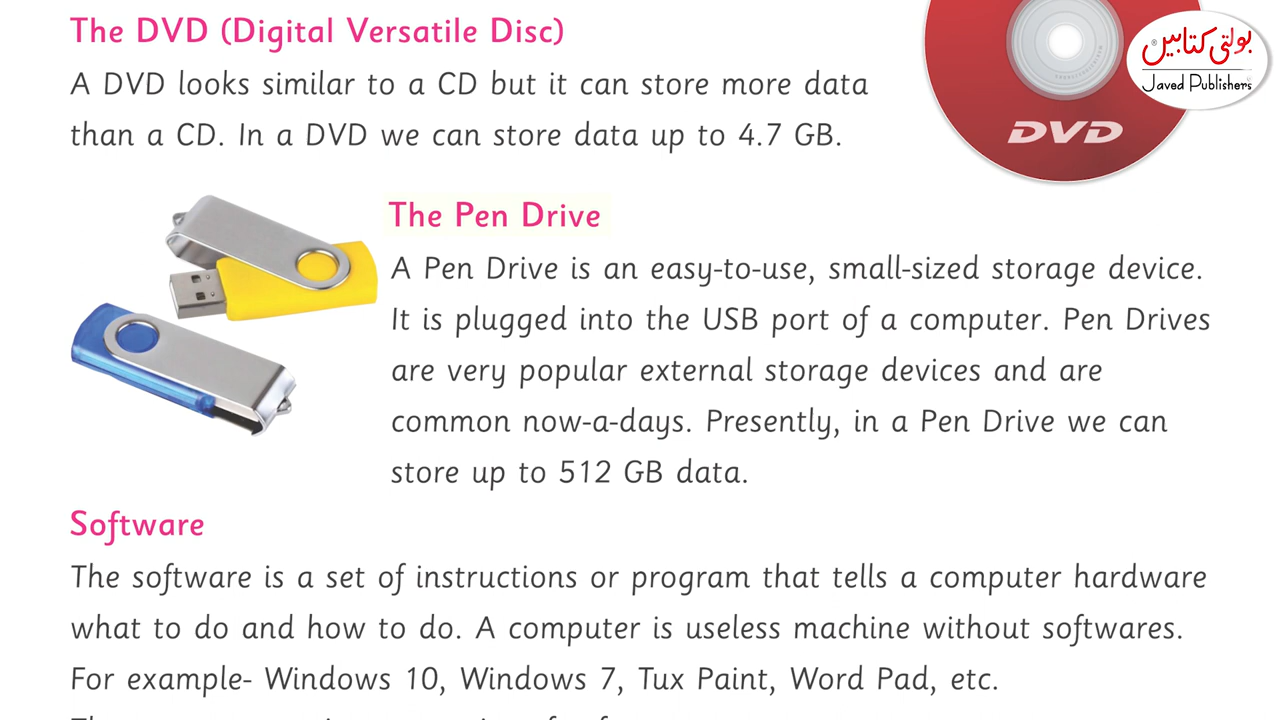 The DVD (Digital Versatile Disc)
A DVD looks similar to a CD but it can store more data
than a CD. In a DVD we can store data up to 4.7 GB.
DVD
بولتی کتابیں
®
Javed Publishers
The Pen Drive
A Pen Drive is an easy-to-use, small-sized storage device.
It is plugged into the USB port of a computer. Pen Drives
are very popular external storage devices and are
common now-a-days. Presently, in a Pen Drive we can
store up to 512 GB data.
Software
The software is a set of instructions or program that tells a computer hardware
what to do and how to do. A computer is useless machine without softwares.
For example- Windows 10, Windows 7, Tux Paint, Word Pad, etc.